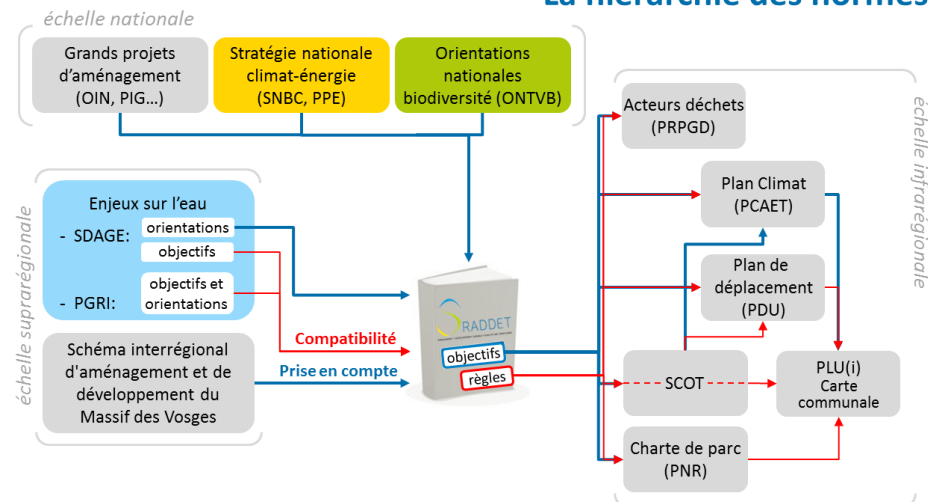 La hiérarchie des normes
échelle nationale
Grands projets
d'aménagement
(OIN, PIG...)
Stratégie nationale
climat-énergie
(SNBC, PPE)
Orientations
nationales
biodiversité (ONTVB)
échelle suprarégionale
Enjeux sur l'eau
- SDAGE:
orientations
objectifs
- PGRI:
objectifs et
orientations
Schéma interrégional
d'aménagement et de
développement du
Massif des Vosges
Compatibilité
Prise en compte
SRADDET
objectifs
règles
échelle infrarégionale
Acteurs déchets
(PRPGD)
Plan Climat
(PCAET)
Plan de
déplacement
(PDU)
SCOT
PLU(i)
Carte
communale
Charte de parc
(PNR)